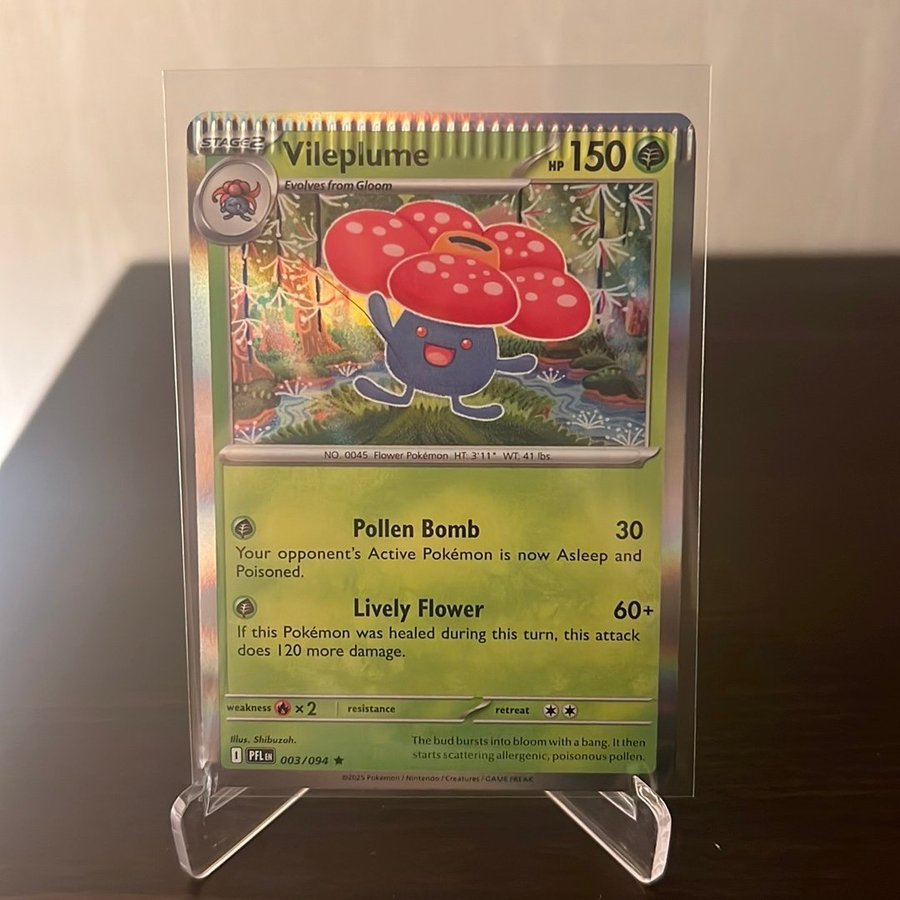 STAGE2
Vileplume
HP 150
Evolves from Gloom
NO. 0045 Flower Pokémon HT: 3'11" WT: 41 lbs.
Pollen Bomb 30
Your opponent's Active Pokémon is now Asleep and
Poisoned.
Lively Flower 60+
If this Pokémon was healed during this turn, this attack
does 120 more damage.
weakness ×2 resistance retreat
Illus. Shibuzoh.
The bud bursts into bloom with a bang. It then
starts scattering allergenic, poisonous pollen.
I PFL EN 003/094
©2025 Pokémon / Nintendo / Creatures / GAME FREAK